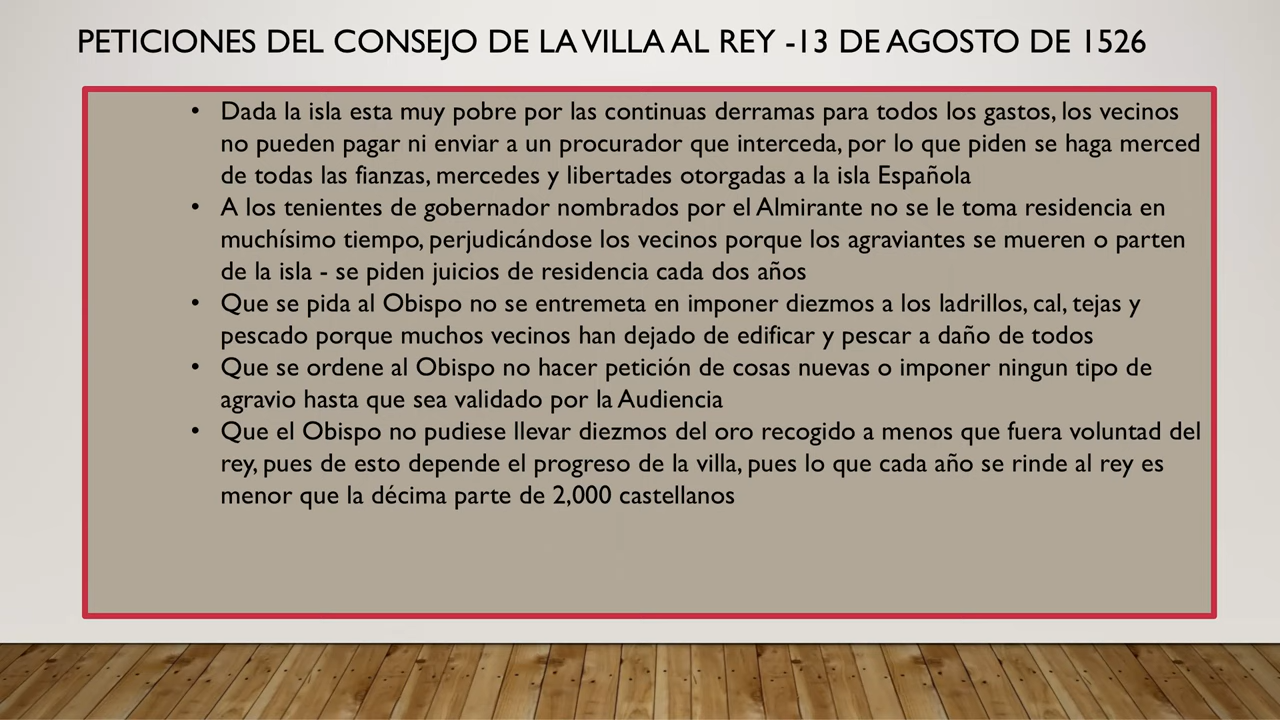 PETICIONES DEL CONSEJO DE LA VILLA AL REY -13 DE AGOSTO DE 1526
• Dada la isla esta muy pobre por las continuas derramas para todos los gastos, los vecinos
no pueden pagar ni enviar a un procurador que interceda, por lo que piden se haga merced
de todas las fianzas, mercedes y libertades otorgadas a la isla Española
• A los tenientes de gobernador nombrados por el Almirante no se le toma residencia en
muchísimo tiempo, perjudicándose los vecinos porque los agraviantes se mueren o parten
de la isla - se piden juicios de residencia cada dos años
• Que se pida al Obispo no se entremeta en imponer diezmos a los ladrillos, cal, tejas y
pescado porque muchos vecinos han dejado de edificar y pescar a daño de todos
• Que se ordene al Obispo no hacer petición de cosas nuevas o imponer ningun tipo de
agravio hasta que sea validado por la Audiencia
• Que el Obispo no pudiese llevar diezmos del oro recogido a menos que fuera voluntad del
rey, pues de esto depende el progreso de la villa, pues lo que cada año se rinde al rey es
menor que la décima parte de 2,000 castellanos